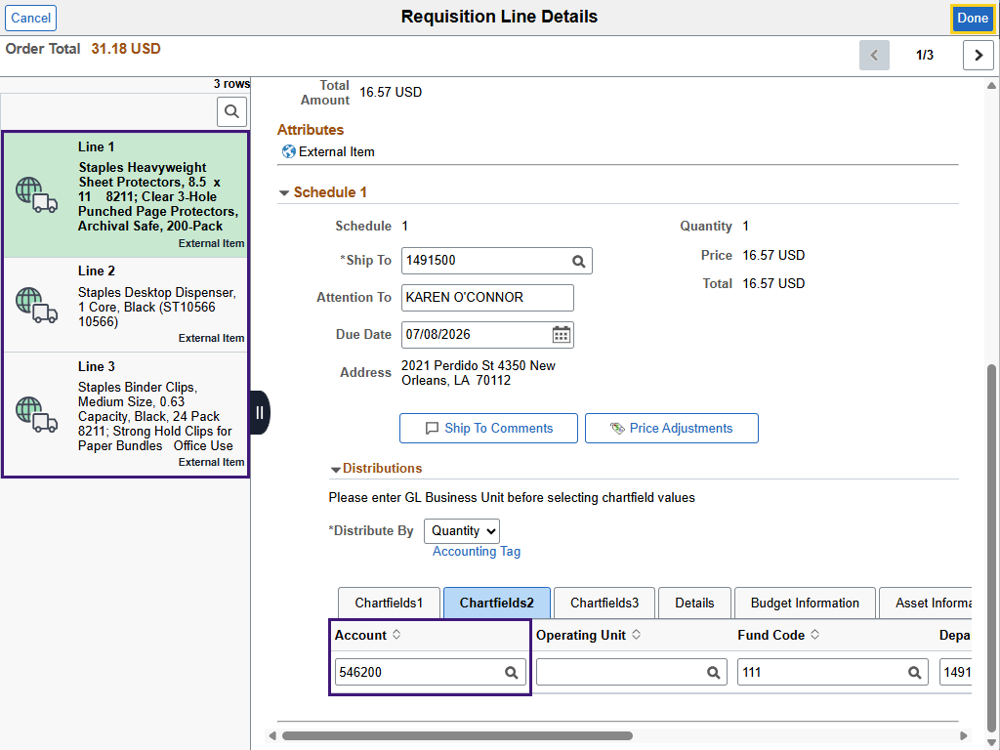 Cancel
Requisition Line Details
Done
Order Total 31.18 USD
1/3
3 rows
Line 1
Staples Heavyweight
Sheet Protectors, 8.5 x
11 8211; Clear 3-Hole
Punched Page Protectors,
Archival Safe, 200-Pack
External Item
Line 2
Staples Desktop Dispenser,
1 Core, Black (ST10566
10566)
External Item
Line 3
Staples Binder Clips,
Medium Size, 0.63
Capacity, Black, 24 Pack
8211; Strong Hold Clips for
Paper Bundles Office Use
External Item
Total
Amount 16.57 USD
Attributes
External Item
Schedule 1
Schedule 1
Quantity 1
*Ship To 1491500
Price 16.57 USD
Total 16.57 USD
Attention To KAREN O'CONNOR
Due Date 07/08/2026
Address 2021 Perdido St 4350 New
Orleans, LA 70112
Ship To Comments
Price Adjustments
Distributions
Please enter GL Business Unit before selecting chartfield values
*Distribute By Quantity
Accounting Tag
Chartfields1 Chartfields2 Chartfields3 Details Budget Information Asset Informa
Account Operating Unit Fund Code Depa
546200 111 1491